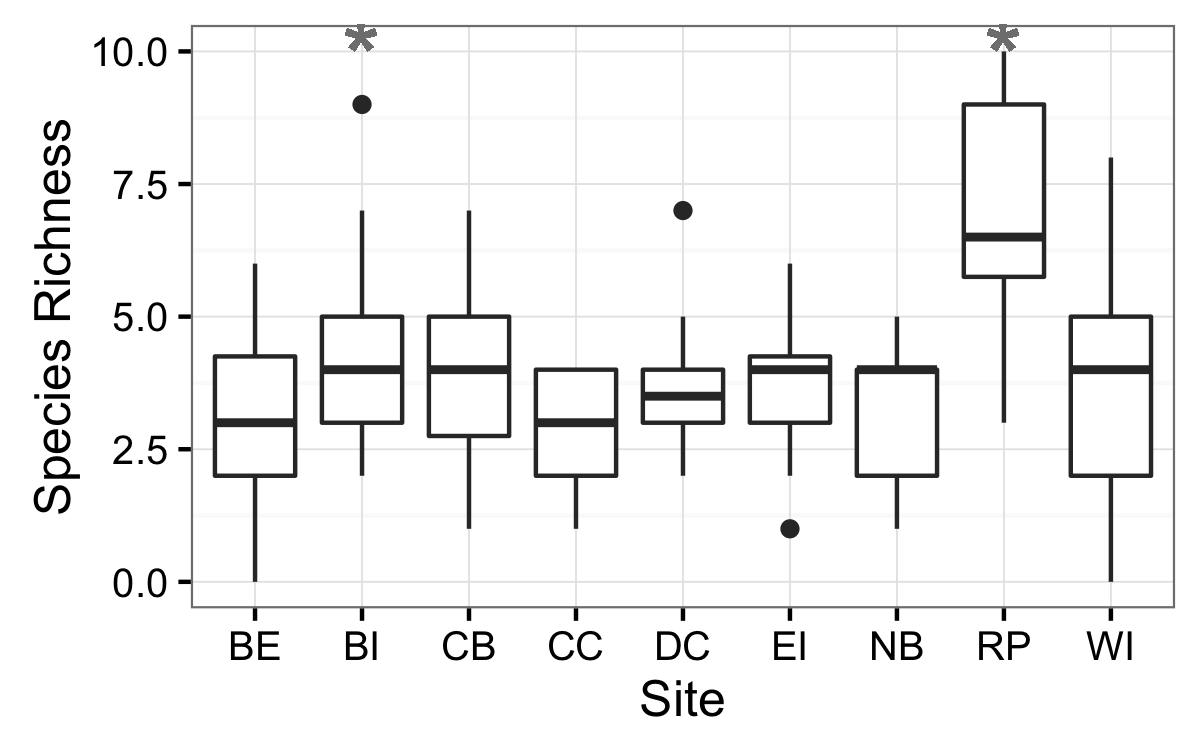 Species Richness
10.0
7.5
5.0
2.5
0.0
* *
BE BI CB CC DC EI NB RP WI
Site